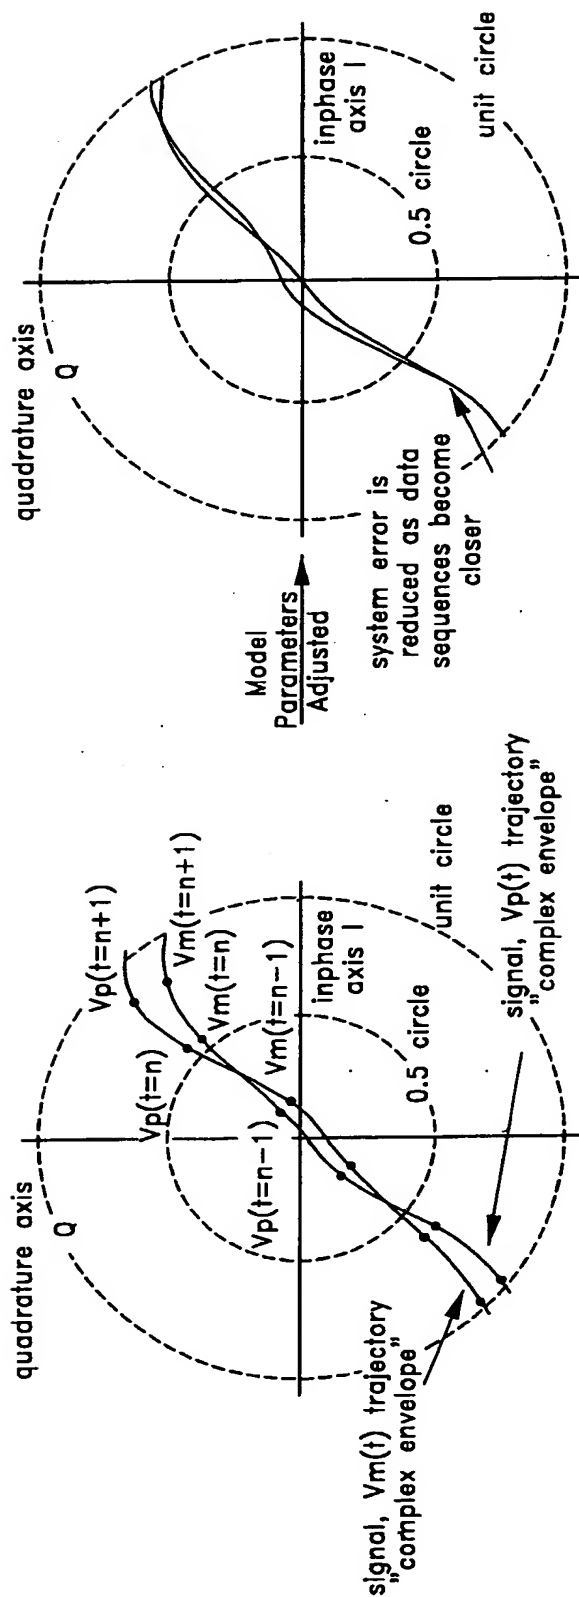 quadrature axis
Q
Vp(t=n+1)
Vm(t=n+1)
Vp(t=n)
Vm(t=n)
Vp(t=n-1)
Vm(t=n-1)
inphase
axis I
0.5 circle
unit circle
signal, Vm(t) trajectory
"complex envelope"
signal, Vp(t) trajectory
"complex envelope"
Model
Parameters
Adjusted
quadrature axis
Q
inphase
axis I
0.5 circle
unit circle
system error is
reduced as data
sequences become
closer